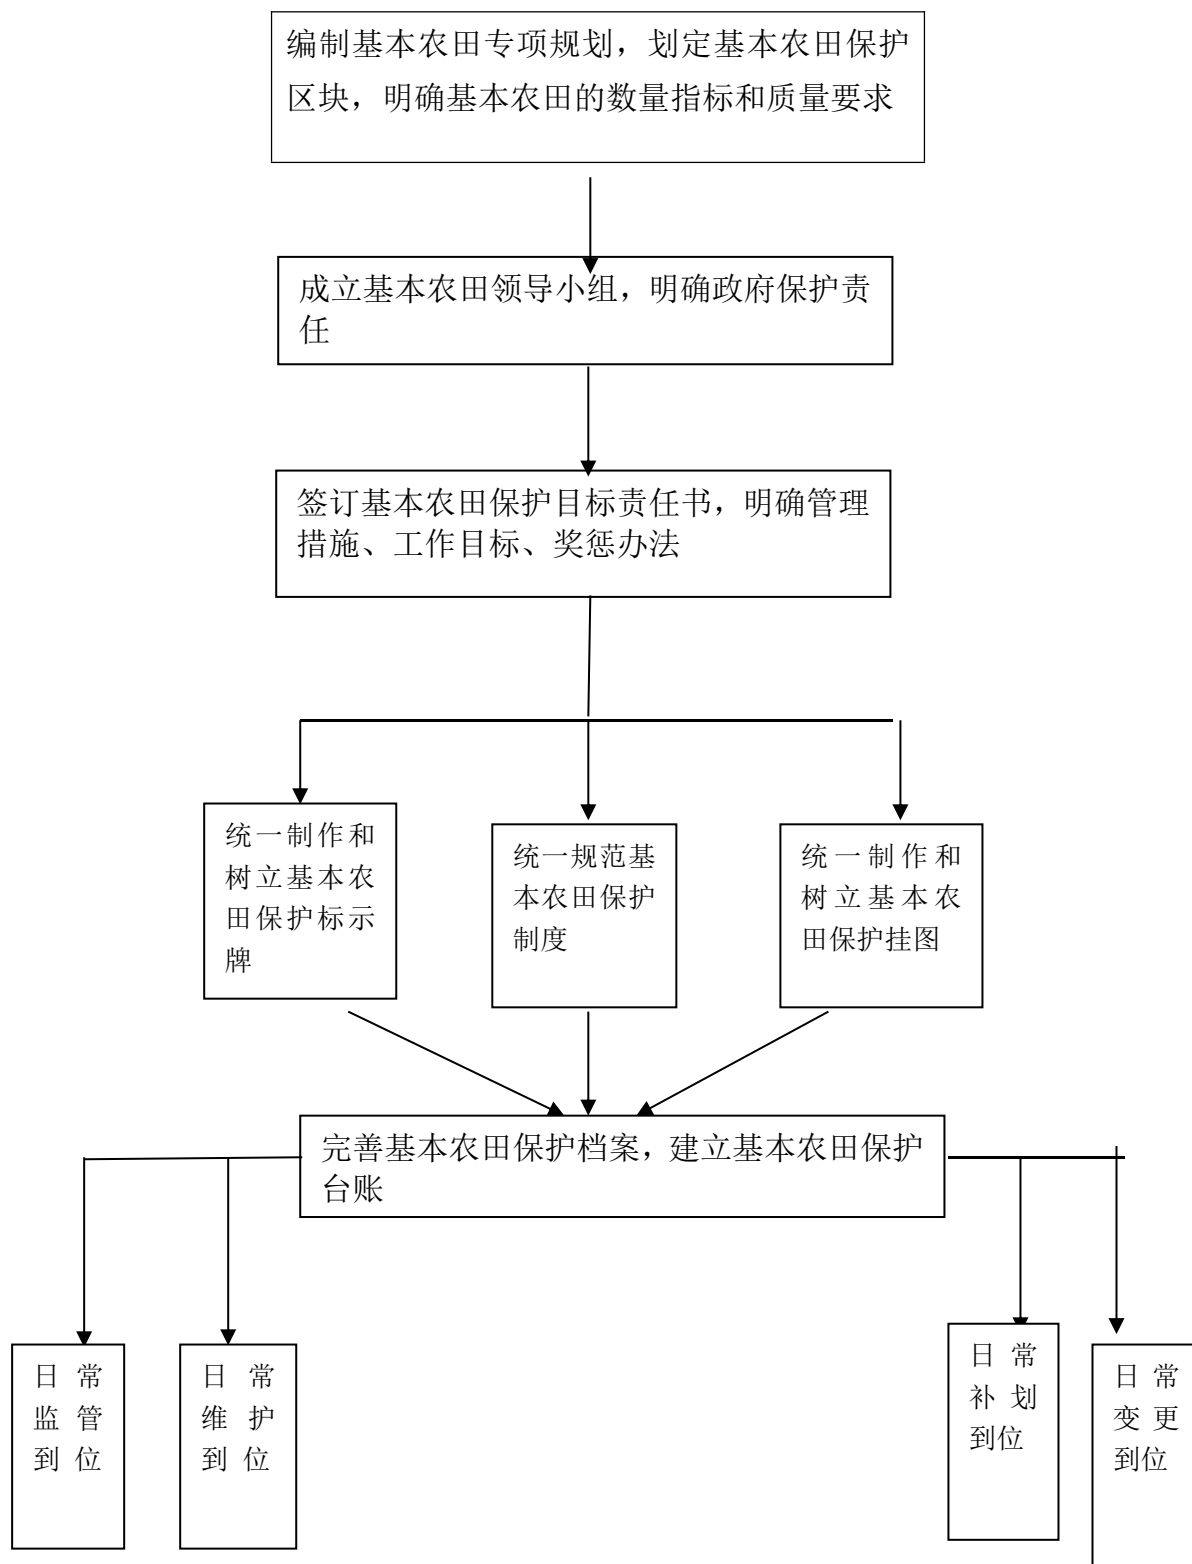 编制基本农田专项规划，划定基本农田保护
区块，明确基本农田的数量指标和质量要求
成立基本农田领导小组，明确政府保护责
任
签订基本农田保护目标责任书，明确管理
措施、工作目标、奖惩办法
统一制作和
树立基本农
田保护标示
牌
统一规范基
本农田保护
制度
统一制作和
树立基本农
田保护挂图
完善基本农田保护档案，建立基本农田保护
台账
日常
监管
到位
日常
维护
到位
日常
补划
到位
日常
变更
到位